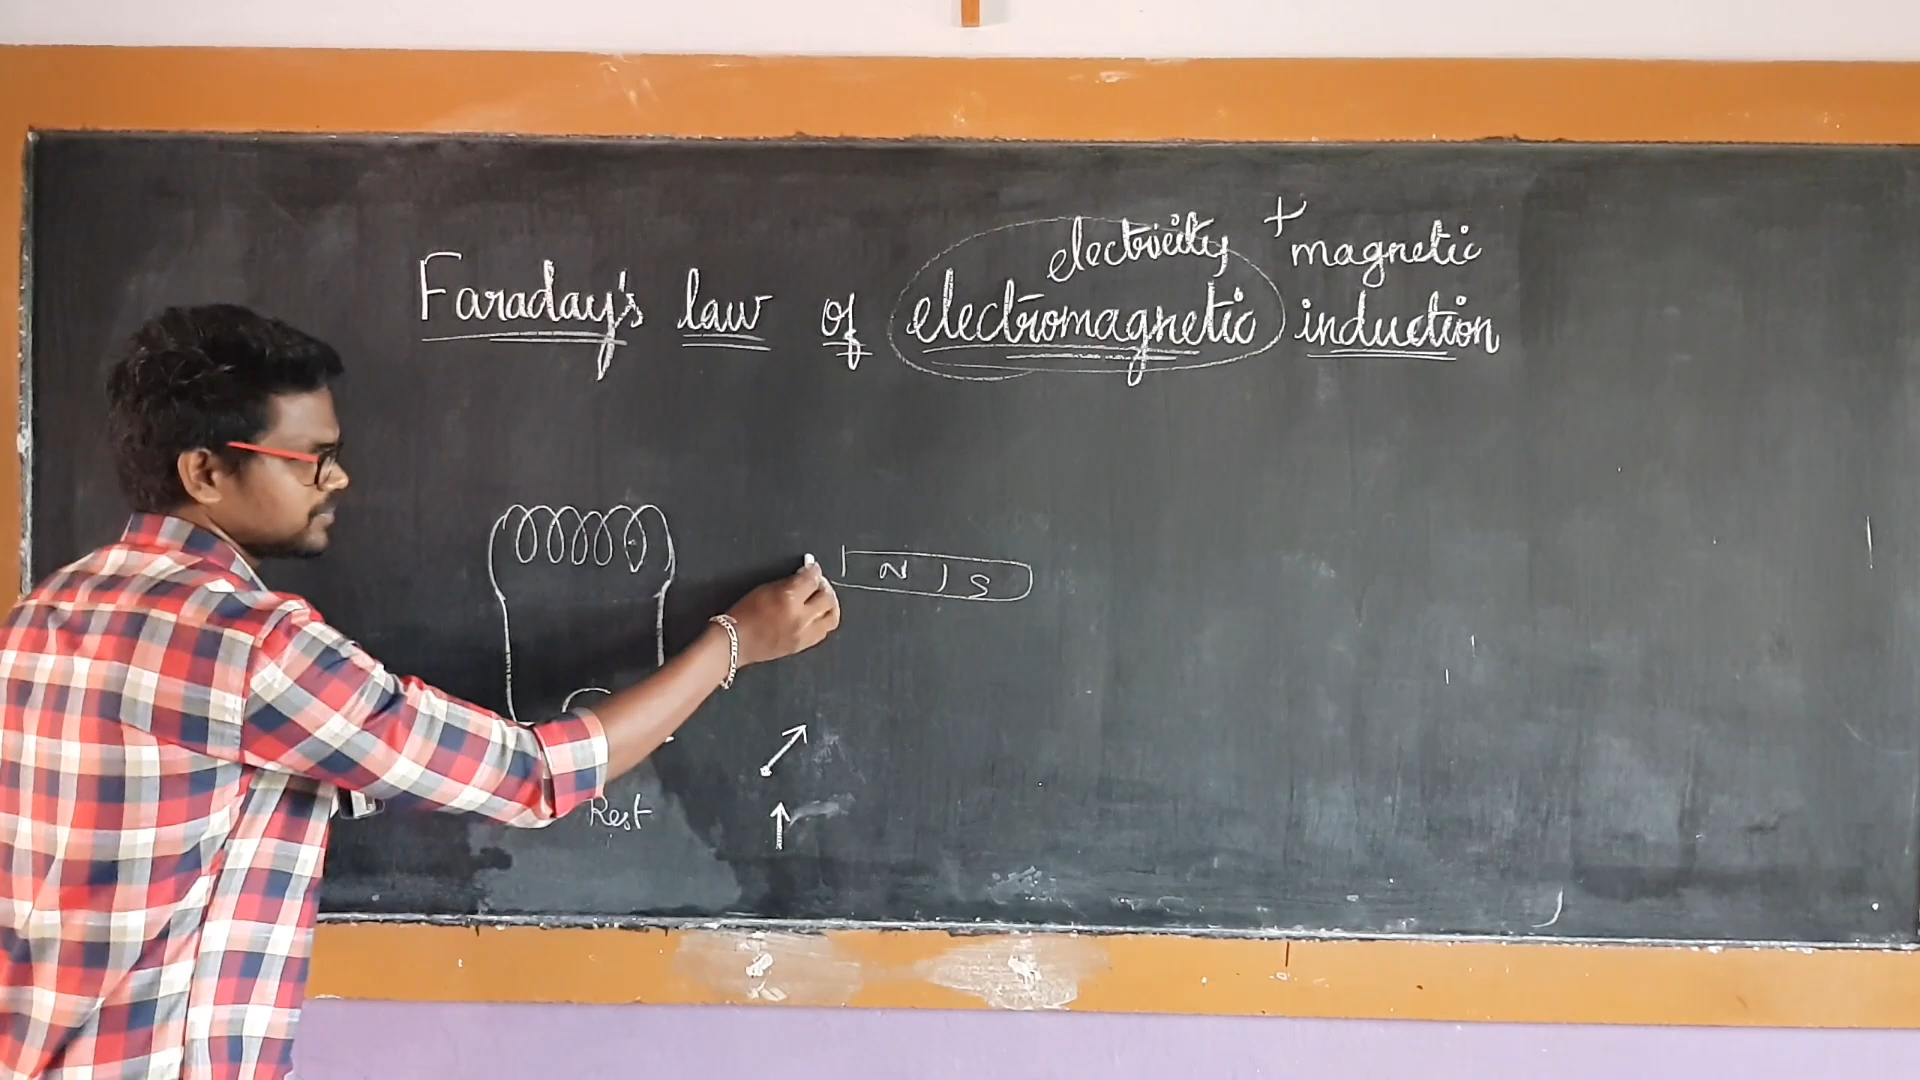 electricity + magnetic
Faraday's law of electromagnetic induction
N S
Rest